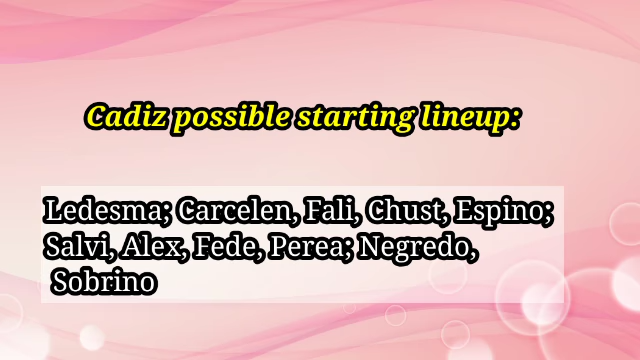 Cadiz possible starting lineup:
Ledesma; Carcelen, Fali, Chust, Espino;
Salvi, Alex, Fede, Perea; Negredo,
Sobrino